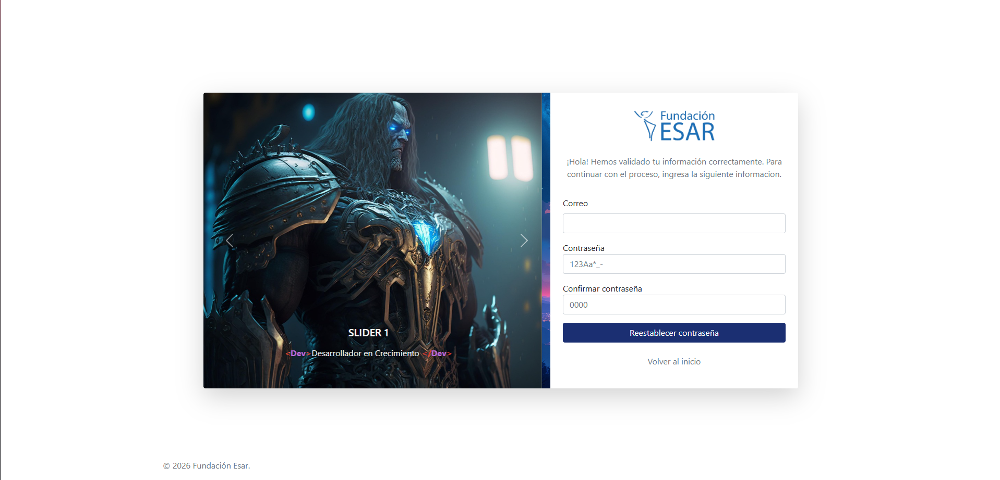 SLIDER 1
<Dev>Desarrollador en Crecimiento </Dev>
Fundación
ESAR
¡Hola! Hemos validado tu información correctamente. Para
continuar con el proceso, ingresa la siguiente informacion.
Correo
Contraseña
123Aa*_-
Confirmar contraseña
0000
Reestablecer contraseña
Volver al inicio
© 2026 Fundación Esar.